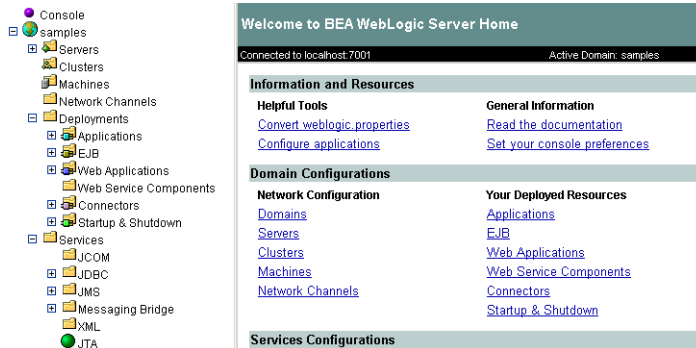 Console
samples
Servers
Clusters
Machines
Network Channels
Deployments
Applications
EJB
Web Applications
Web Service Components
Connectors
Startup & Shutdown
Services
JCOM
JDBC
JMS
Messaging Bridge
XML
JTA
Welcome to BEA WebLogic Server Home
Connected to localhost:7001 Active Domain: samples
Information and Resources
Helpful Tools General Information
Convert weblogic.properties Read the documentation
Configure applications Set your console preferences
Domain Configurations
Network Configuration Your Deployed Resources
Domains Applications
Servers EJB
Clusters Web Applications
Machines Web Service Components
Network Channels Connectors
Startup & Shutdown
Services Configurations